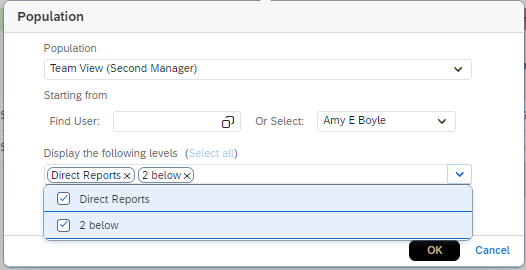 Population
Population
Team View (Second Manager)
Starting from
Find User:
Or Select:
Amy E Boyle
Display the following levels (Select all)
Direct Reports
2 below
Direct Reports
2 below
OK
Cancel